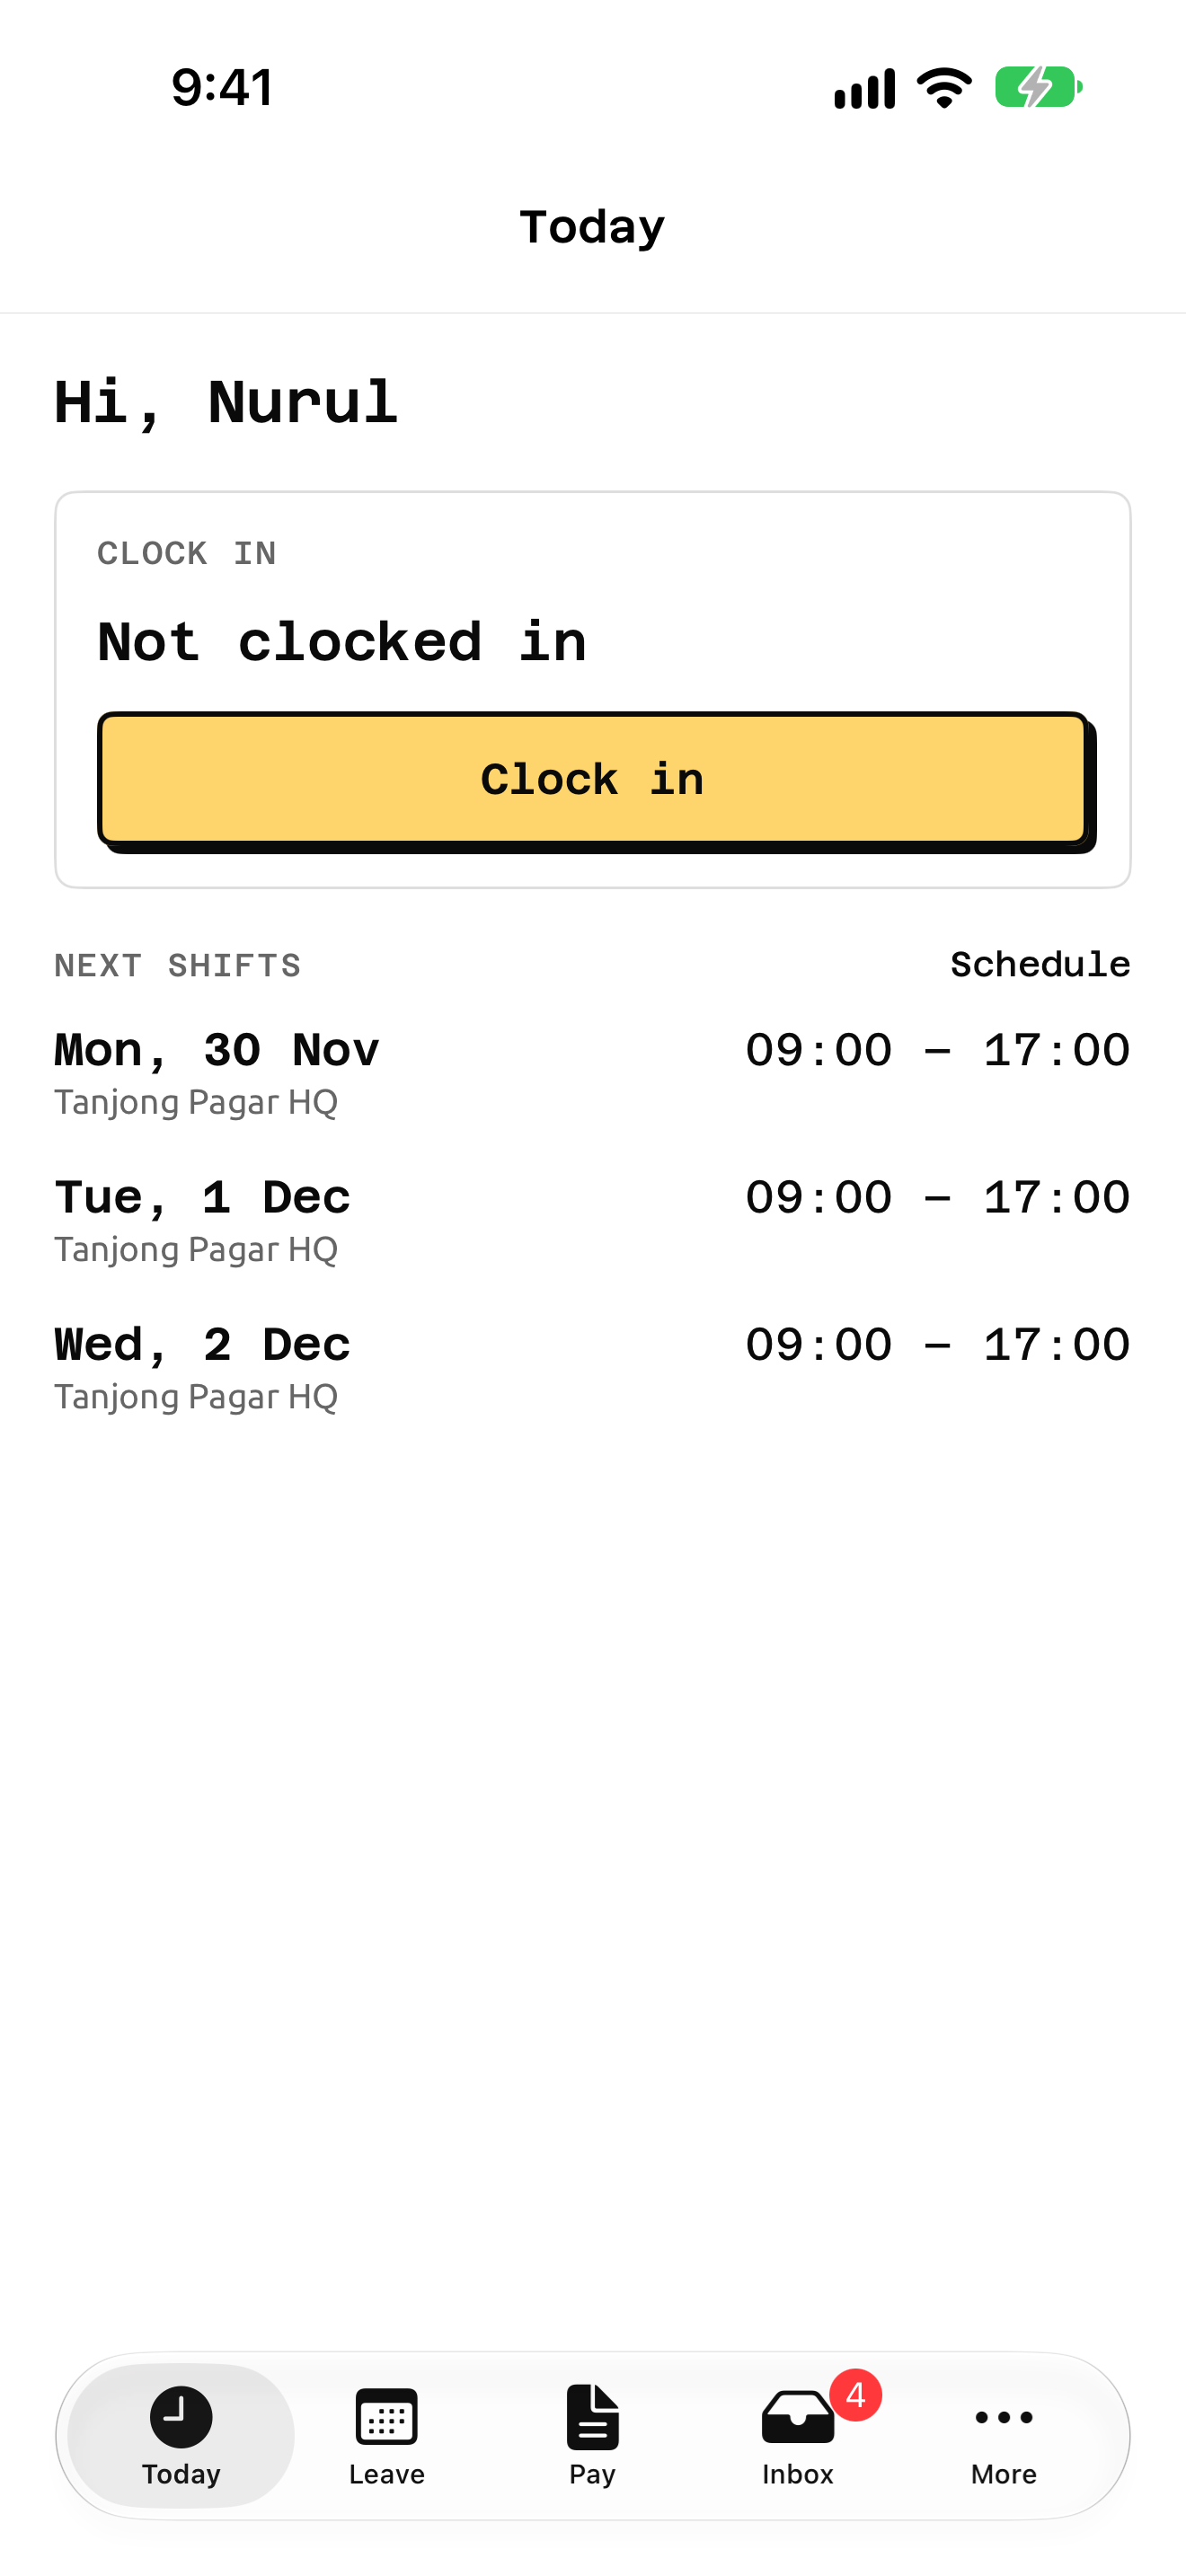 9:41
Today
Hi, Nurul
CLOCK IN
Not clocked in
Clock in
NEXT SHIFTS Schedule
Mon, 30 Nov 09:00 – 17:00
Tanjong Pagar HQ
Tue, 1 Dec 09:00 – 17:00
Tanjong Pagar HQ
Wed, 2 Dec 09:00 – 17:00
Tanjong Pagar HQ
4
Today Leave Pay Inbox More